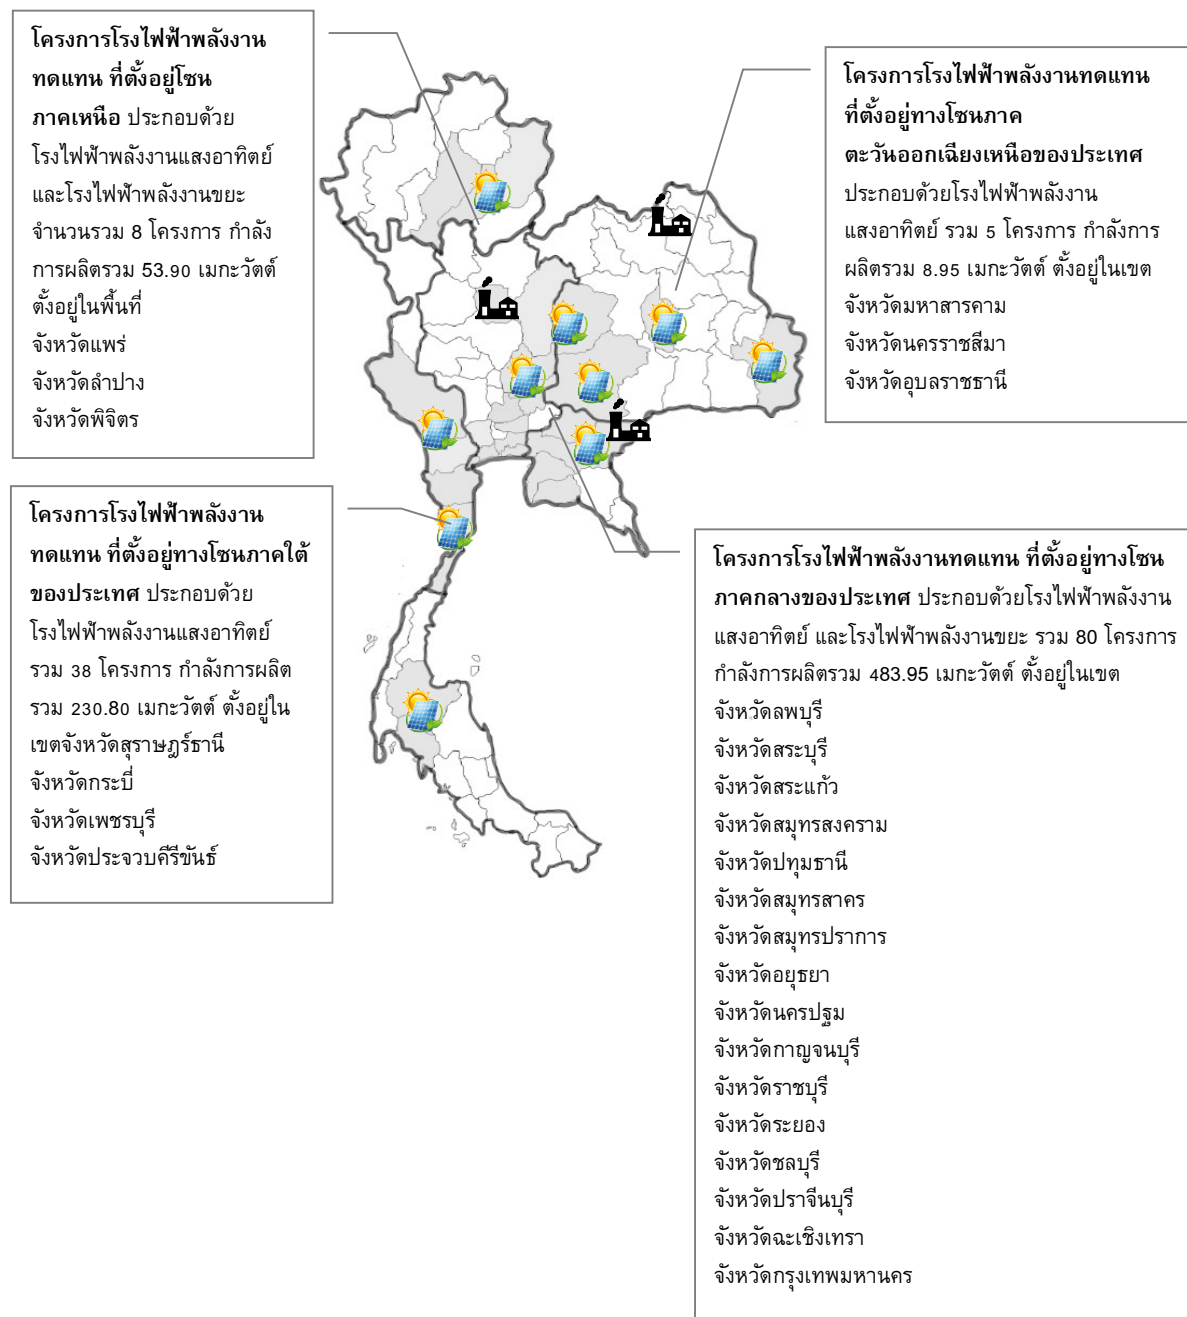 โครงการโรงไฟฟ้าพลังงาน
ทดแทน ที่ตั้งอยู่โซน
ภาคเหนือ ประกอบด้วย
โรงไฟฟ้าพลังงานแสงอาทิตย์
และโรงไฟฟ้าพลังงานขยะ
จำนวนรวม 8 โครงการ กำลัง
การผลิตรวม 53.90 เมกะวัตต์
ตั้งอยู่ในพื้นที่
จังหวัดแพร่
จังหวัดลำปาง
จังหวัดพิจิตร
โครงการโรงไฟฟ้าพลังงานทดแทน
ที่ตั้งอยู่ทางโซนภาค
ตะวันออกเฉียงเหนือของประเทศ
ประกอบด้วยโรงไฟฟ้าพลังงาน
แสงอาทิตย์ รวม 5 โครงการ กำลังการ
ผลิตรวม 8.95 เมกะวัตต์ ตั้งอยู่ในเขต
จังหวัดมหาสารคาม
จังหวัดนครราชสีมา
จังหวัดอุบลราชธานี
โครงการโรงไฟฟ้าพลังงาน
ทดแทน ที่ตั้งอยู่ทางโซนภาคใต้
ของประเทศ ประกอบด้วย
โรงไฟฟ้าพลังงานแสงอาทิตย์
รวม 38 โครงการ กำลังการผลิต
รวม 230.80 เมกะวัตต์ ตั้งอยู่ใน
เขตจังหวัดสุราษฎร์ธานี
จังหวัดกระบี่
จังหวัดเพชรบุรี
จังหวัดประจวบคีรีขันธ์
โครงการโรงไฟฟ้าพลังงานทดแทน ที่ตั้งอยู่ทางโซน
ภาคกลางของประเทศ ประกอบด้วยโรงไฟฟ้าพลังงาน
แสงอาทิตย์ และโรงไฟฟ้าพลังงานขยะ รวม 80 โครงการ
กำลังการผลิตรวม 483.95 เมกะวัตต์ ตั้งอยู่ในเขต
จังหวัดลพบุรี
จังหวัดสระบุรี
จังหวัดสระแก้ว
จังหวัดสมุทรสงคราม
จังหวัดปทุมธานี
จังหวัดสมุทรสาคร
จังหวัดสมุทรปราการ
จังหวัดอยุธยา
จังหวัดนครปฐม
จังหวัดกาญจนบุรี
จังหวัดราชบุรี
จังหวัดระยอง
จังหวัดชลบุรี
จังหวัดปราจีนบุรี
จังหวัดฉะเชิงเทรา
จังหวัดกรุงเทพมหานคร